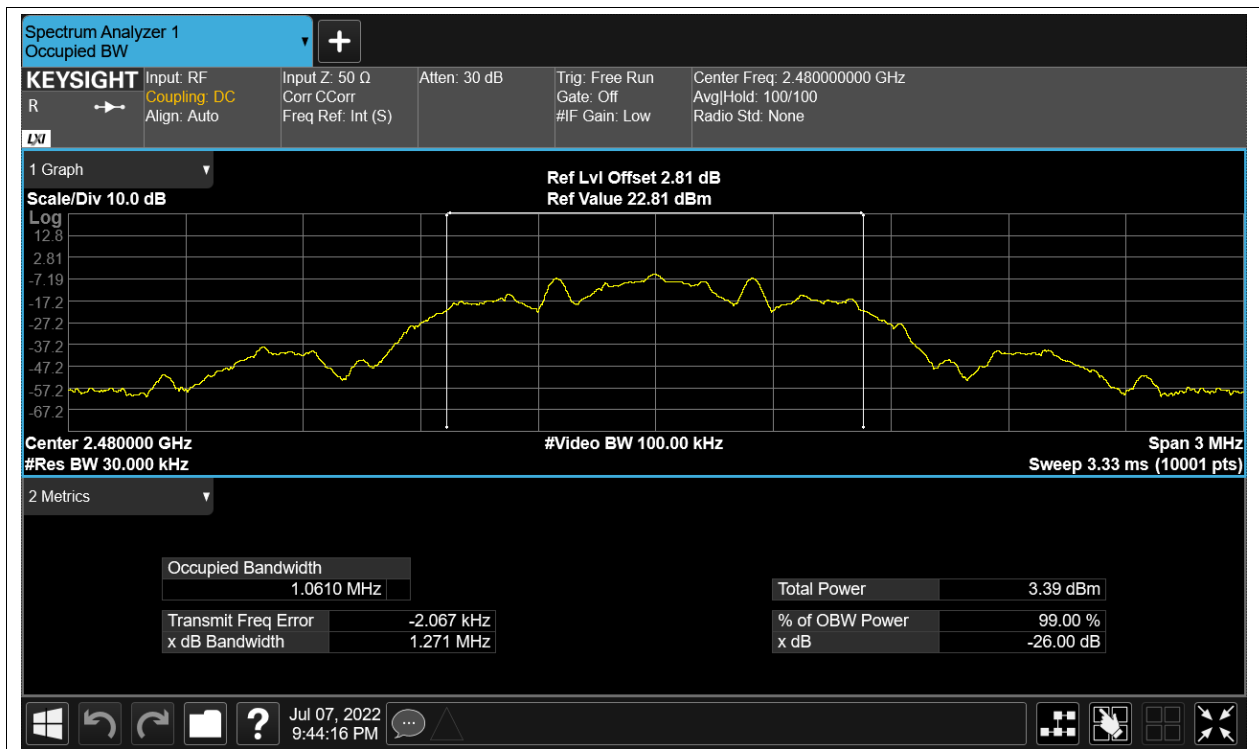 Spectrum Analyzer 1
Occupied BW
KEYSIGHT
R
LXI
Input: RF
Coupling: DC
Align: Auto
Input Z: 50 Ω
Corr CCorr
Freq Ref: Int (S)
Atten: 30 dB
Trig: Free Run
Gate: Off
#IF Gain: Low
Center Freq: 2.480000000 GHz
Avg|Hold: 100/100
Radio Std: None
1 Graph
Scale/Div 10.0 dB
Ref Lvl Offset 2.81 dB
Ref Value 22.81 dBm
Log
12.8
2.81
-7.19
-17.2
-27.2
-37.2
-47.2
-57.2
-67.2
Center 2.480000 GHz
#Video BW 100.00 kHz
Span 3 MHz
#Res BW 30.000 kHz
Sweep 3.33 ms (10001 pts)
2 Metrics
Occupied Bandwidth
1.0610 MHz
Total Power 3.39 dBm
Transmit Freq Error -2.067 kHz
% of OBW Power 99.00 %
x dB Bandwidth 1.271 MHz
x dB -26.00 dB
?
Jul 07, 2022
9:44:16 PM